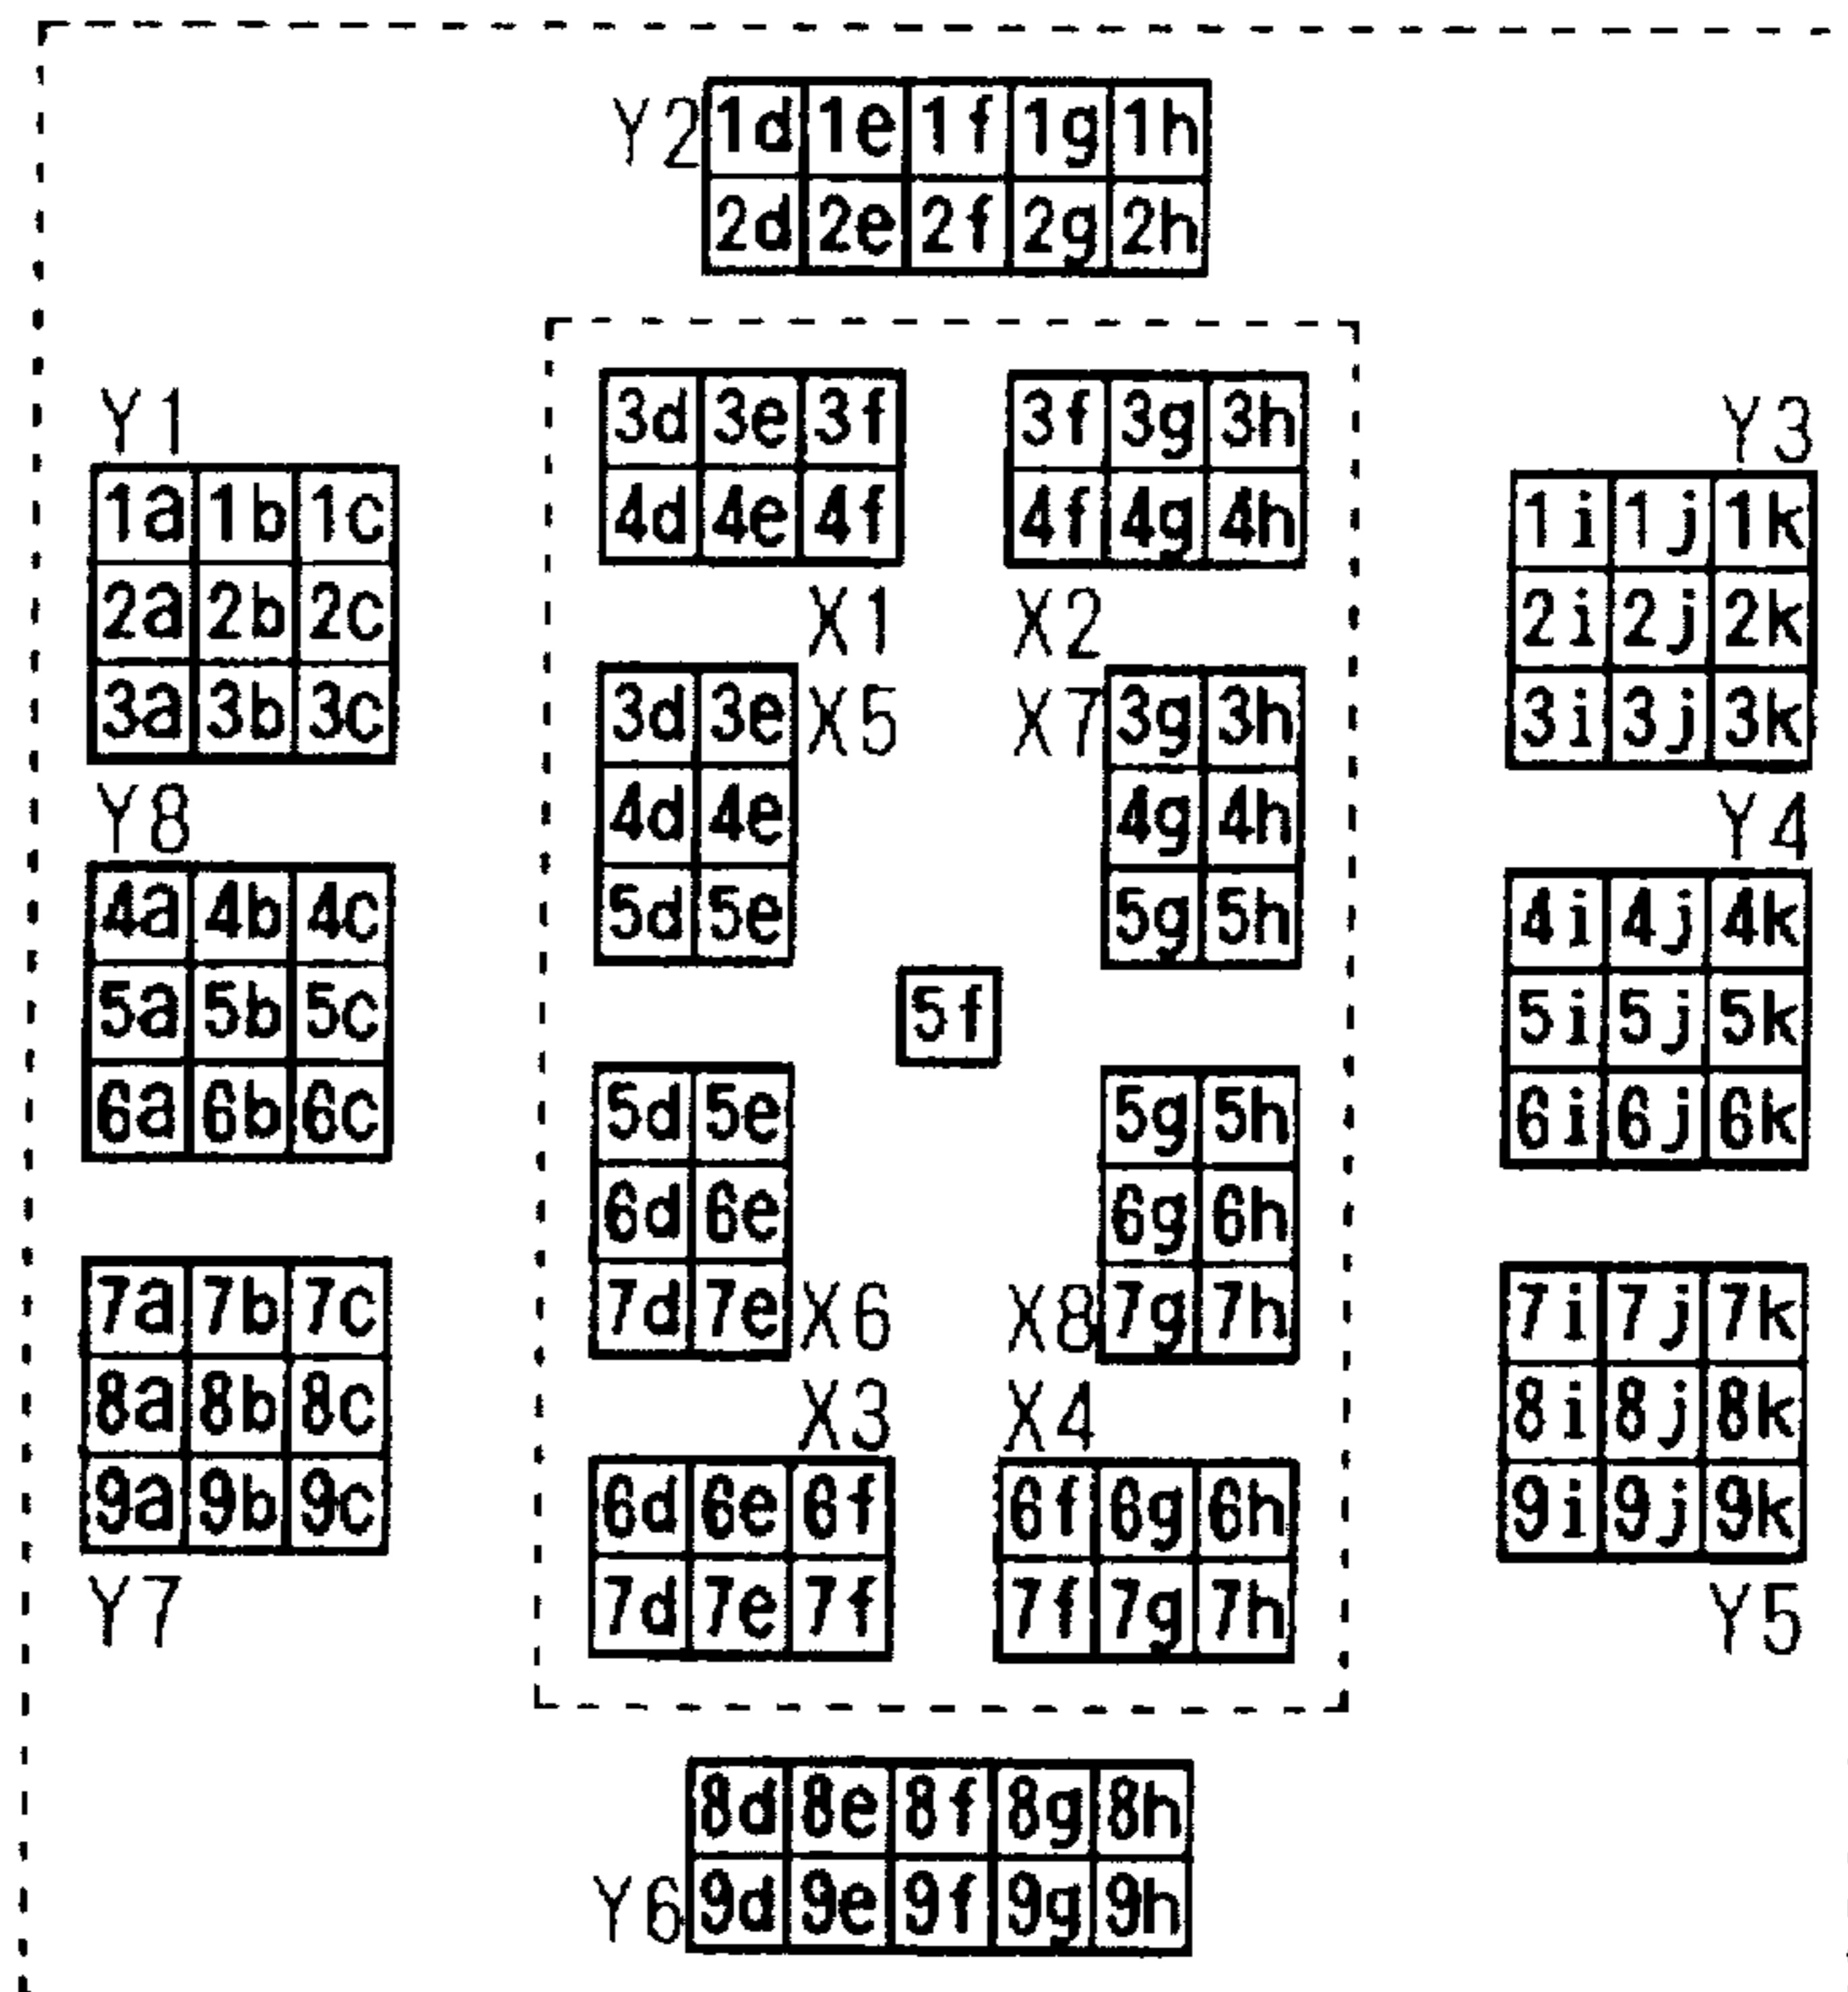 Y2
1d 1e 1f 1g 1h
2d 2e 2f 2g 2h
Y1
1a 1b 1c
2a 2b 2c
3a 3b 3c
Y8
4a 4b 4c
5a 5b 5c
6a 6b 6c
7a 7b 7c
8a 8b 8c
9a 9b 9c
Y7
3d 3e 3f
4d 4e 4f
X1
3f 3g 3h
4f 4g 4h
X2
X5
3d 3e
4d 4e
5d 5e
X7
3g 3h
4g 4h
5g 5h
5f
5d 5e
6d 6e
7d 7e
X6
5g 5h
6g 6h
7g 7h
X8
X3
6d 6e 6f
7d 7e 7f
X4
6f 6g 6h
7f 7g 7h
Y3
1i 1j 1k
2i 2j 2k
3i 3j 3k
Y4
4i 4j 4k
5i 5j 5k
6i 6j 6k
7i 7j 7k
8i 8j 8k
9i 9j 9k
Y5
8d 8e 8f 8g 8h
9d 9e 9f 9g 9h
Y6